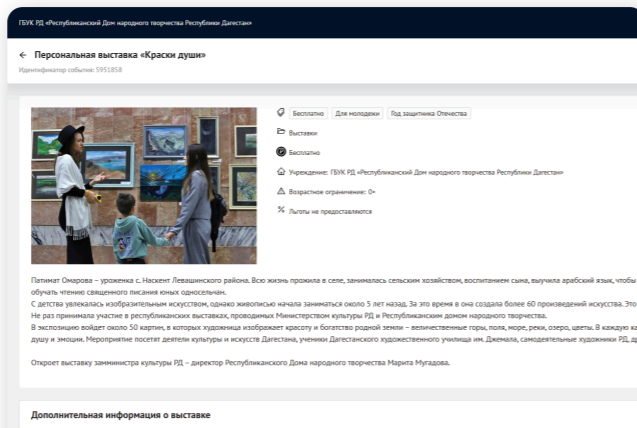 ГБУК РД «Республиканский Дом народного творчества Республики Дагестан»
← Персональная выставка «Краски души»
Идентификатор события: 5951858
Бесплатно Для молодежи Год защитника Отечества
Выставки
Бесплатно
Учреждение: ГБУК РД «Республиканский Дом народного творчества Республики Дагестан»
Возрастное ограничение: 0+
Льготы не предоставляются
Патимат Омарова – уроженка с. Наскент Левашинского района. Всю жизнь прожила в селе, занималась сельским хозяйством, воспитанием сына, выучила арабский язык, чтобы
обучать чтению священного писания юных односельчан.
С детства увлекалась изобразительным искусством, однако живописью начала заниматься около 5 лет назад. За это время в она создала более 60 произведений искусства. Это
Не раз принимала участие в республиканских выставках, проводимых Министерством культуры РД и Республиканским домом народного творчества.
В экспозицию войдет около 50 картин, в которых художница изображает красоту и богатство родной земли – величественные горы, поля, море, реки, озеро, цветы. В каждую ка
душу и эмоции. Мероприятие посетят деятели культуры и искусств Дагестана, ученики Дагестанского художественного училища им. Джемала, самодеятельные художники РД, др
Откроет выставку замминистра культуры РД – директор Республиканского Дома народного творчества Марита Мугадова.
Дополнительная информация о выставке